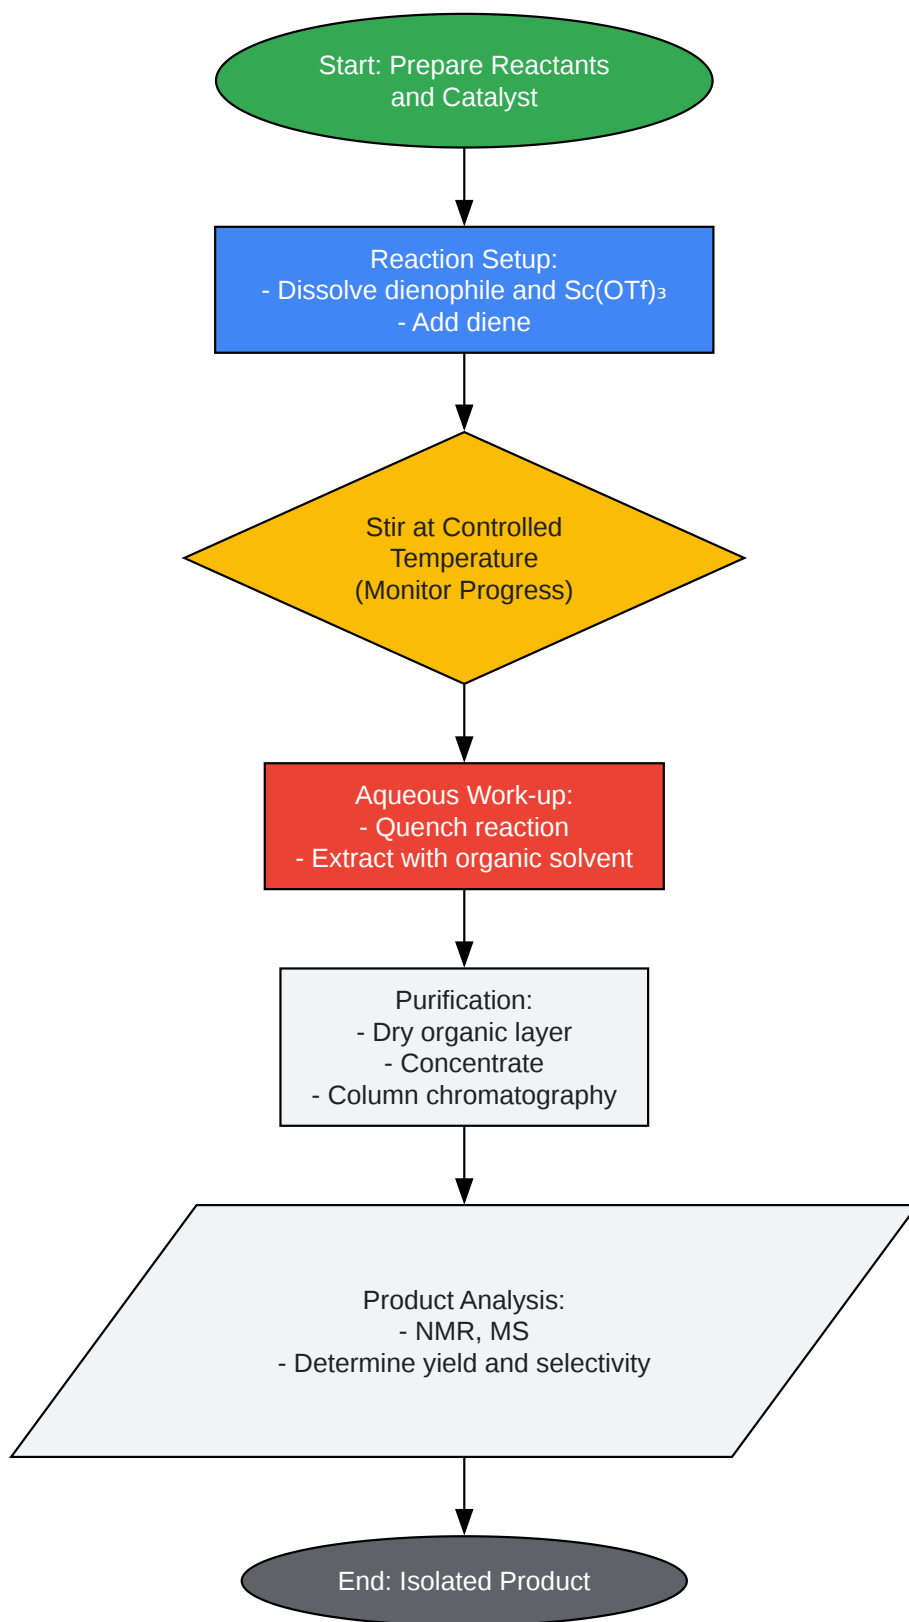 Start: Prepare Reactants
and Catalyst
Reaction Setup:
- Dissolve dienophile and Sc(OTf)₃
- Add diene
Stir at Controlled
Temperature
(Monitor Progress)
Aqueous Work-up:
- Quench reaction
- Extract with organic solvent
Purification:
- Dry organic layer
- Concentrate
- Column chromatography
Product Analysis:
- NMR, MS
- Determine yield and selectivity
End: Isolated Product